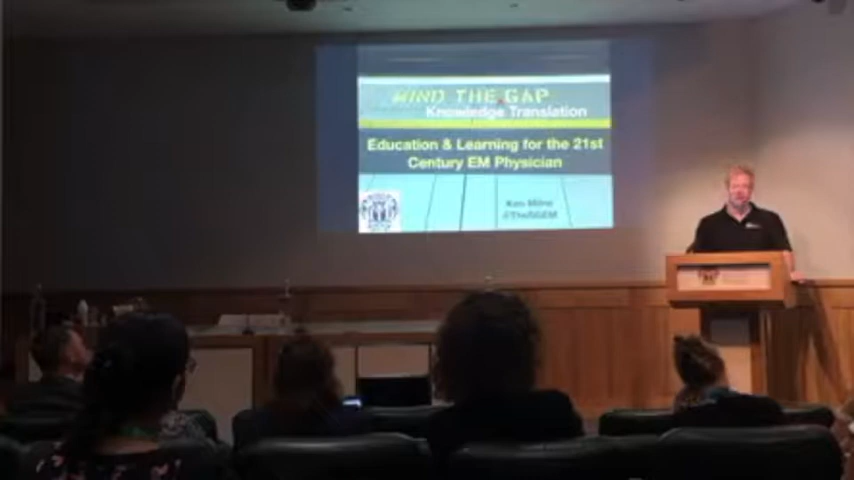 MIND THE GAP
Knowledge Translation
Education & Learning for the 21st
Century EM Physician
Ken Milne
@TheSGEM